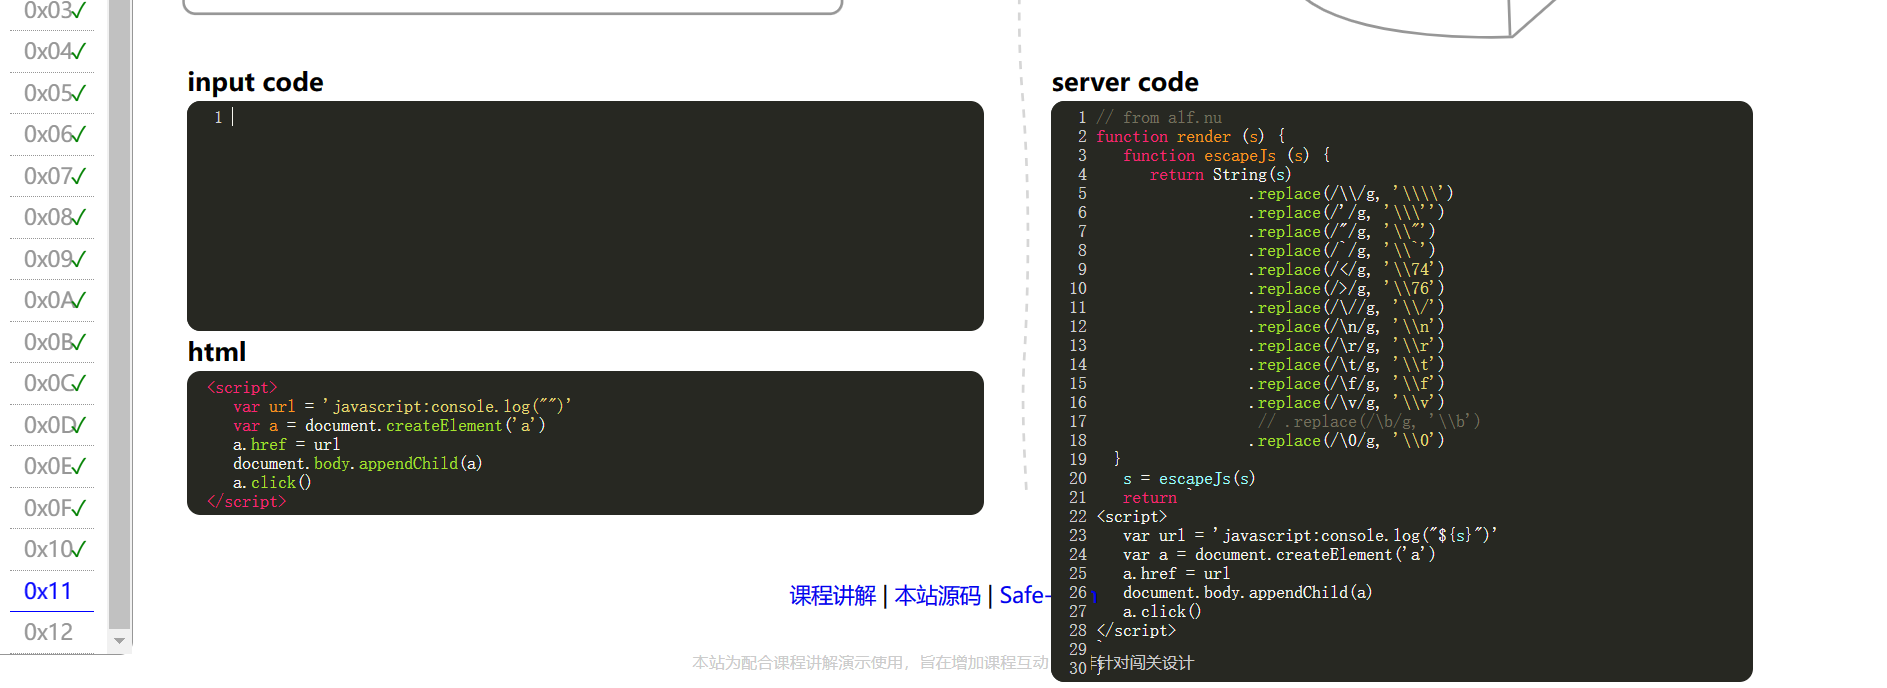 0x03✓
0x04✓
0x05✓
0x06✓
0x07✓
0x08✓
0x09✓
0x0A✓
0x0B✓
0x0C✓
0x0D✓
0x0E✓
0x0F✓
0x10✓
0x11
0x12
input code
1
html
<script>
var url = 'javascript:console.log("")'
var a = document.createElement('a')
a.href = url
document.body.appendChild(a)
a.click()
</script>
server code
1 // from alf.nu
2 function render (s) {
3 function escapeJs (s) {
4 return String(s)
5 .replace(/\\/g, '\\\\')
6 .replace(/'/g, '\\\'')
7 .replace(/"/g, '\\"')
8 .replace(/`/g, '\\`')
9 .replace(/</g, '\\74')
10 .replace(/>/g, '\\76')
11 .replace(/\//g, '\\/')
12 .replace(/\n/g, '\\n')
13 .replace(/\r/g, '\\r')
14 .replace(/\t/g, '\\t')
15 .replace(/\f/g, '\\f')
16 .replace(/\v/g, '\\v')
17 // .replace(/\b/g, '\\b')
18 .replace(/\0/g, '\\0')
19 }
20 s = escapeJs(s)
21 return `
22 <script>
23 var url = 'javascript:console.log("${s}")'
24 var a = document.createElement('a')
25 a.href = url
26 document.body.appendChild(a)
27 a.click()
28 </script>
29 `
30 }
课程讲解 | 本站源码 | Safe-
本站为配合课程讲解演示使用，旨在增加课程互动 针对闯关设计